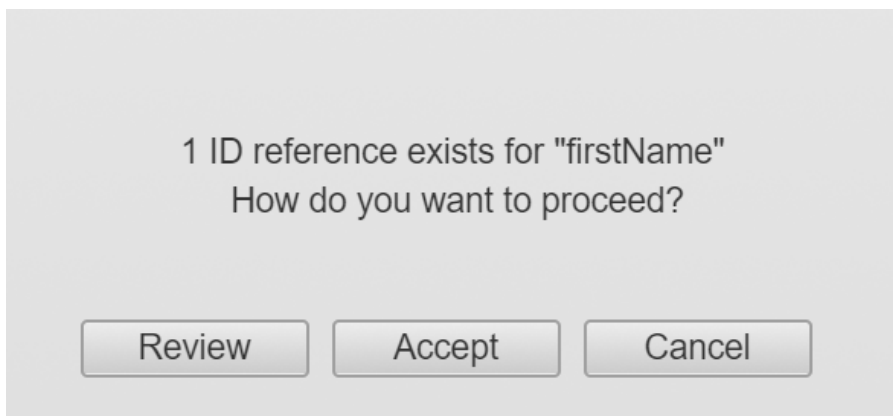 1 ID reference exists for "firstName"
How do you want to proceed?
Review Accept Cancel